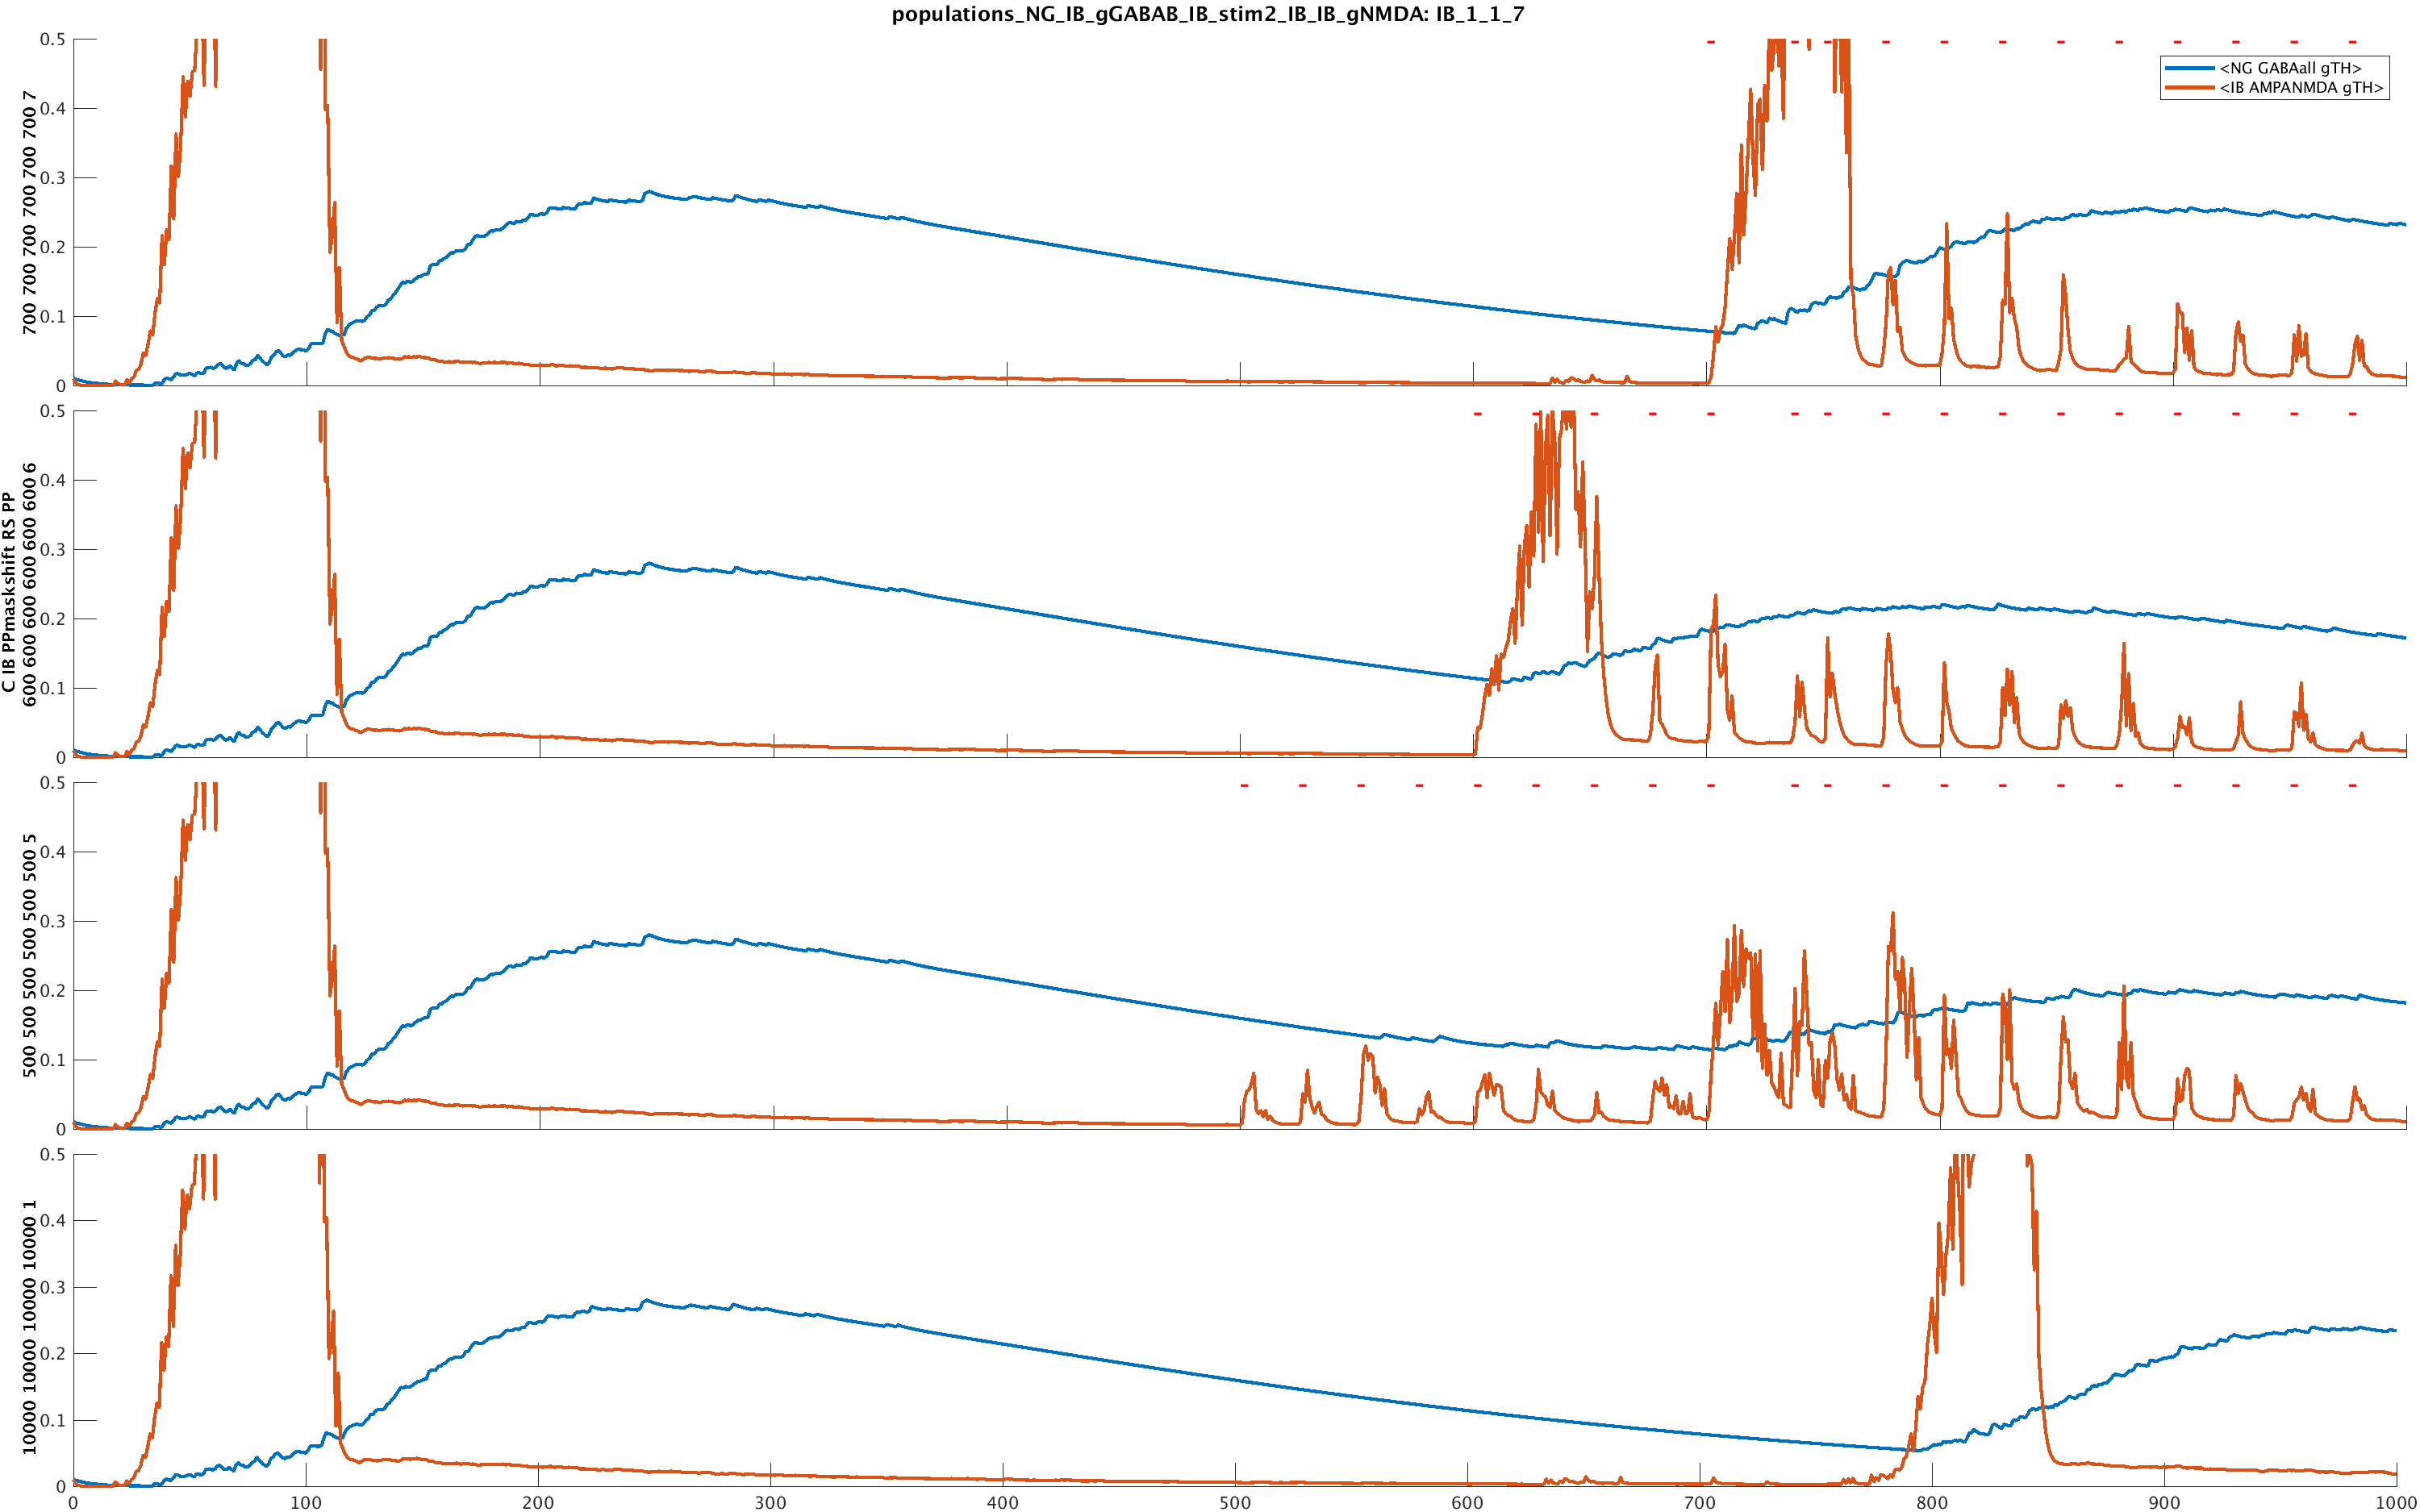 populations_NG_IB_gGABAB_IB_stim2_IB_IB_gNMDA: IB_1_1_7
<NG GABAall gTH>
<IB AMPANMDA gTH>
C IB PPmaskshift RS PP
700 700 700 700 700 7
0.5
0.4
0.3
0.2
0.1
0
600 600 600 600 600 6
0.5
0.4
0.3
0.2
0.1
0
500 500 500 500 500 5
0.5
0.4
0.3
0.2
0.1
0
10000 10000 10000 10000 1
0.5
0.4
0.3
0.2
0.1
0
0 100 200 300 400 500 600 700 800 900 1000